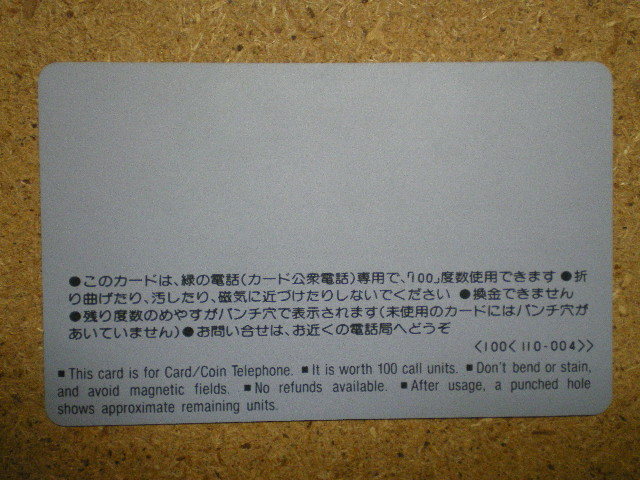 ●このカードは、緑の電話(カード公衆電話)専用で、「100」度数使用できます ●折
り曲げたり、汚したり、磁気に近づけたりしないでください ●換金できません
●残り度数のめやすがパンチ穴で表示されます(未使用のカードにはパンチ穴が
あいていません)●お問い合せは、お近くの電話局へどうぞ
<100< 110-004>>
■ This card is for Card/Coin Telephone. ■ It is worth 100 call units. ■ Don't bend or stain,
and avoid magnetic fields. ■ No refunds available. ■ After usage, a punched hole
shows approximate remaining units.